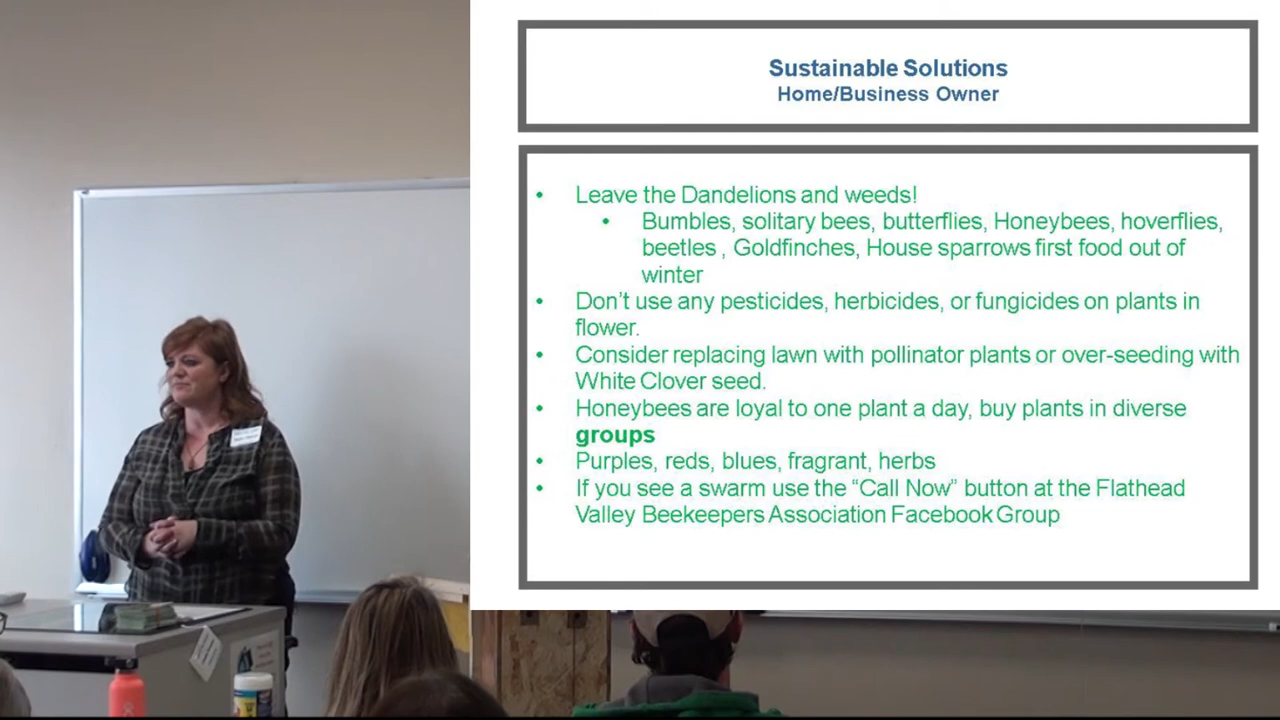 Sustainable Solutions
Home/Business Owner
• Leave the Dandelions and weeds!
• Bumbles, solitary bees, butterflies, Honeybees, hoverflies,
beetles , Goldfinches, House sparrows first food out of
winter
• Don't use any pesticides, herbicides, or fungicides on plants in
flower.
• Consider replacing lawn with pollinator plants or over-seeding with
White Clover seed.
• Honeybees are loyal to one plant a day, buy plants in diverse
groups
• Purples, reds, blues, fragrant, herbs
• If you see a swarm use the “Call Now” button at the Flathead
Valley Beekeepers Association Facebook Group